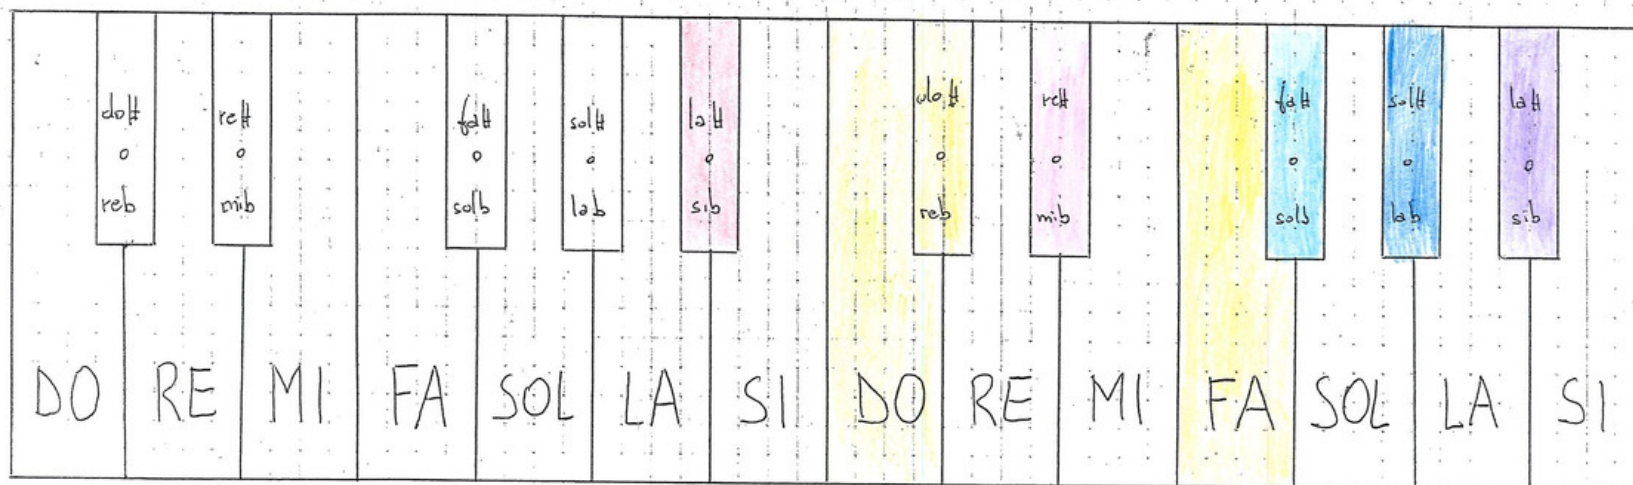 do# re# fa# sol# la# do# re# fa# sol# la#
o o o o o o o o o o
reb mib solb lab sib reb mib solb lab sib
DO RE MI FA SOL LA SI DO RE MI FA SOL LA SI